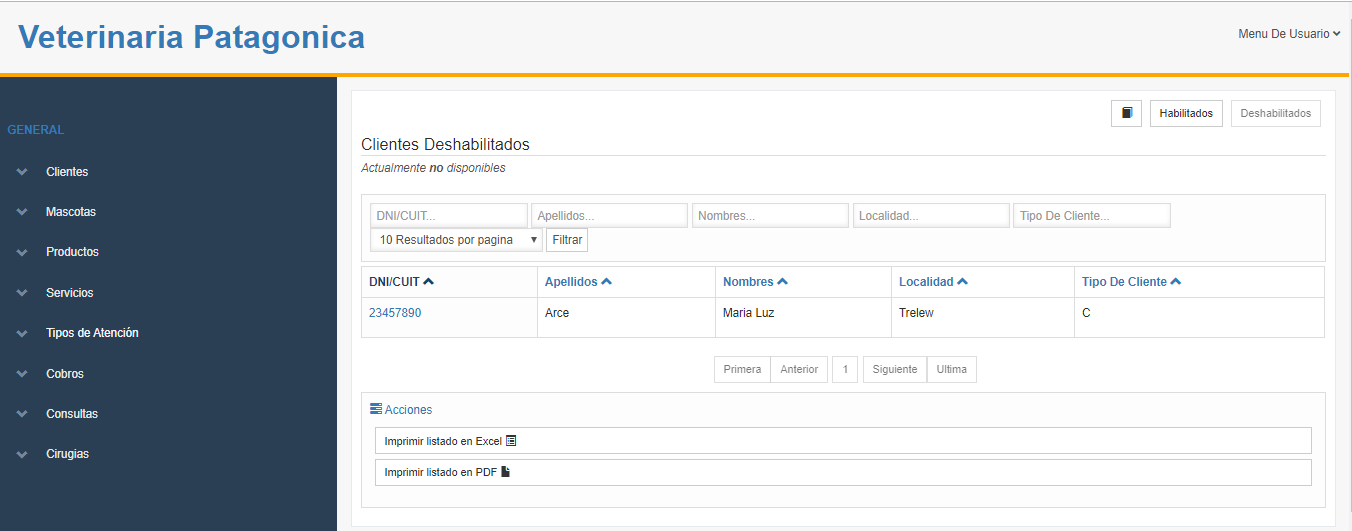 Veterinaria Patagonica
Menu De Usuario
GENERAL
Clientes
Mascotas
Productos
Servicios
Tipos de Atención
Cobros
Consultas
Cirugias
Habilitados Deshabilitados
Clientes Deshabilitados
Actualmente no disponibles
DNI/CUIT... Apellidos... Nombres... Localidad... Tipo De Cliente...
10 Resultados por pagina Filtrar
DNI/CUIT Apellidos Nombres Localidad Tipo De Cliente
23457890 Arce Maria Luz Trelew C
Primera Anterior 1 Siguiente Ultima
Acciones
Imprimir listado en Excel
Imprimir listado en PDF